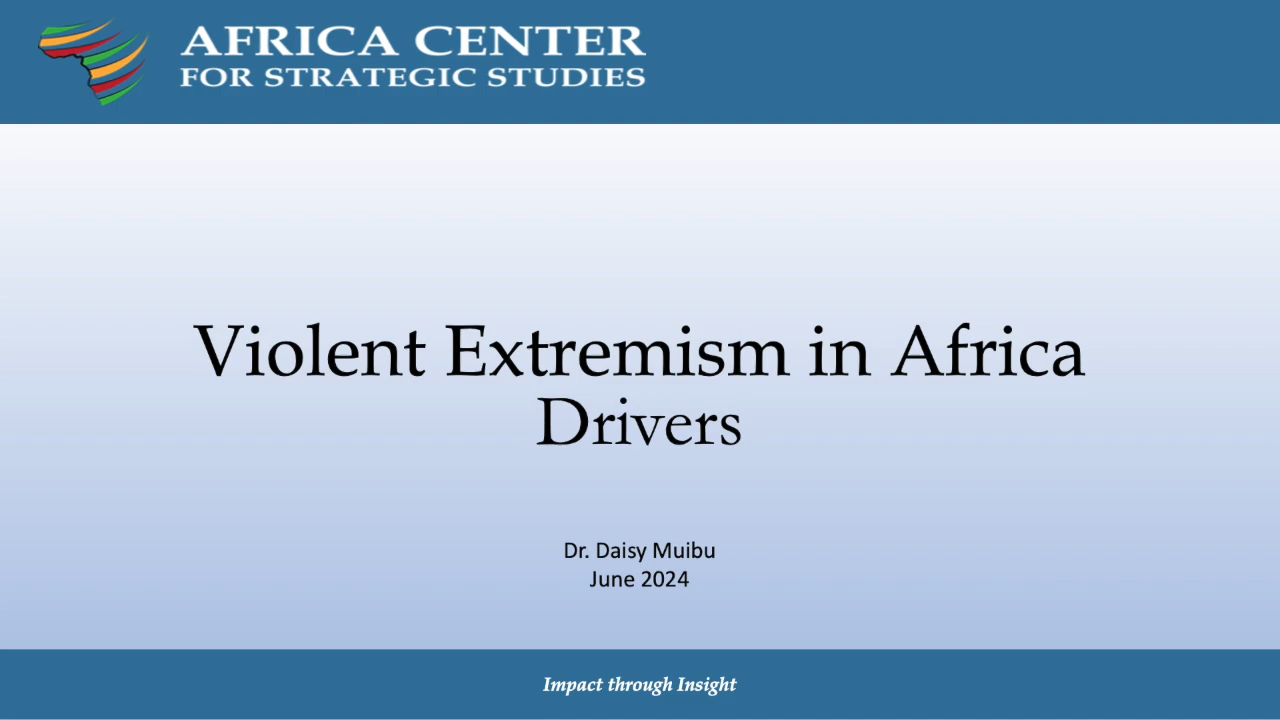 AFRICA CENTER
FOR STRATEGIC STUDIES
Violent Extremism in Africa
Drivers
Dr. Daisy Muibu
June 2024
Impact through Insight